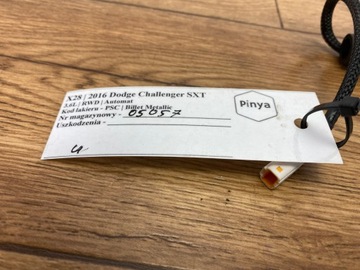 X28 | 2016 Dodge Challenger SXT
3.6L | RWD | Automat
Kod lakieru - PSC | Billet Metallic
Nr magazynowy - 05057
Uszkodzenia -
Pinya